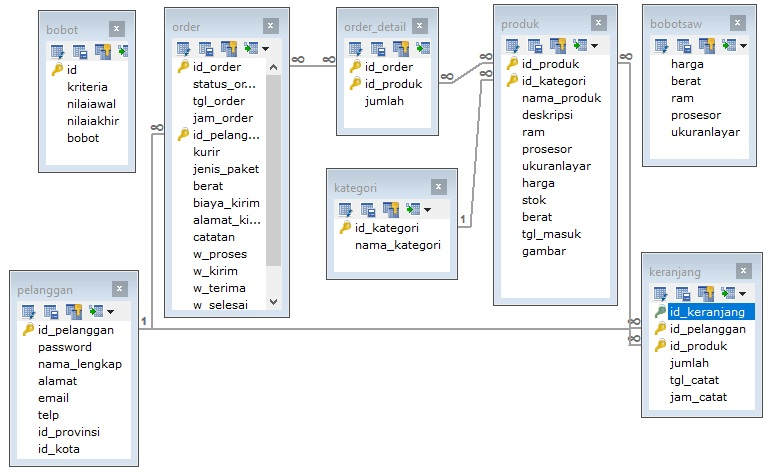 bobot
id
kriteria
nilaiawal
nilaiakhir
bobot
order
id_order
status_or...
tgl_order
jam_order
id_pelang...
kurir
jenis_paket
berat
biaya_kirim
alamat_ki...
catatan
w_proses
w_kirim
w_terima
w_selesai
order_detail
id_order
id_produk
jumlah
produk
id_produk
id_kategori
nama_produk
deskripsi
ram
prosesor
ukuranlayar
harga
stok
berat
tgl_masuk
gambar
bobotsaw
harga
berat
ram
prosesor
ukuranlayar
kategori
id_kategori
nama_kategori
1
pelanggan
id_pelanggan
password
nama_lengkap
alamat
email
telp
id_provinsi
id_kota
1
keranjang
id_keranjang
id_pelanggan
id_produk
jumlah
tgl_catat
jam_catat